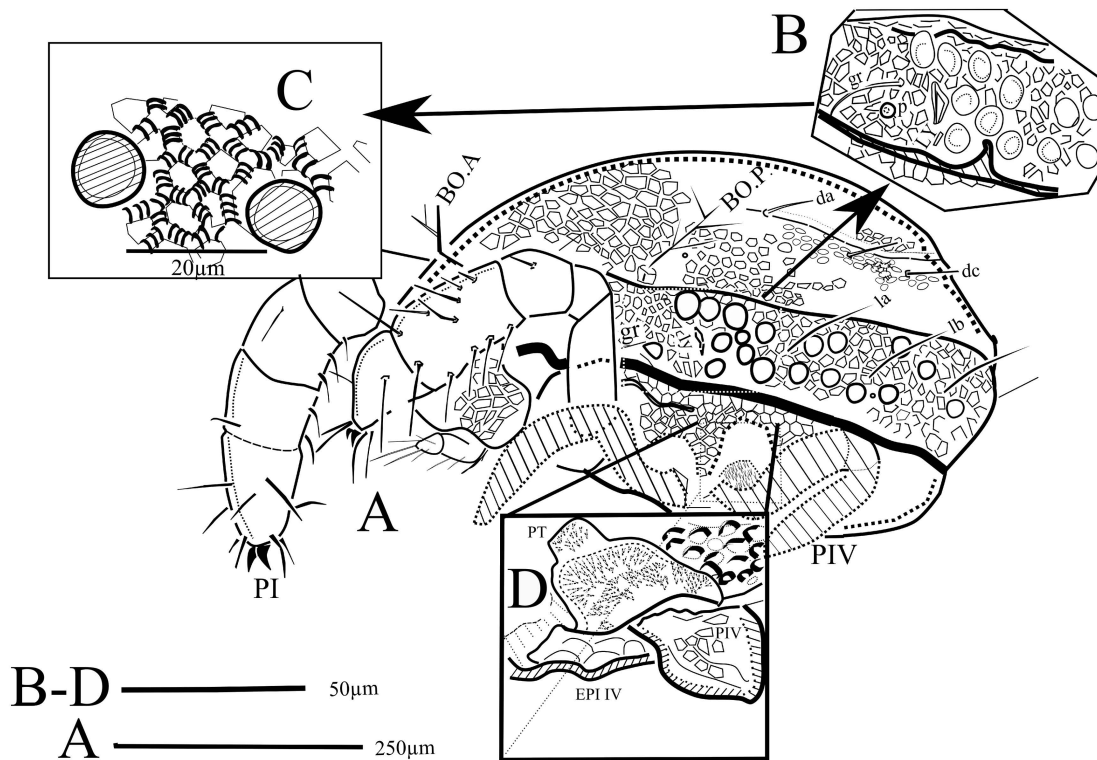 B
C
gr
p
BO.A
BO.P
da
20µm
dc
la
gr
lb
A
PT
D
PIV
PI
PIV
EPI IV
B-D 50µm
A 250µm